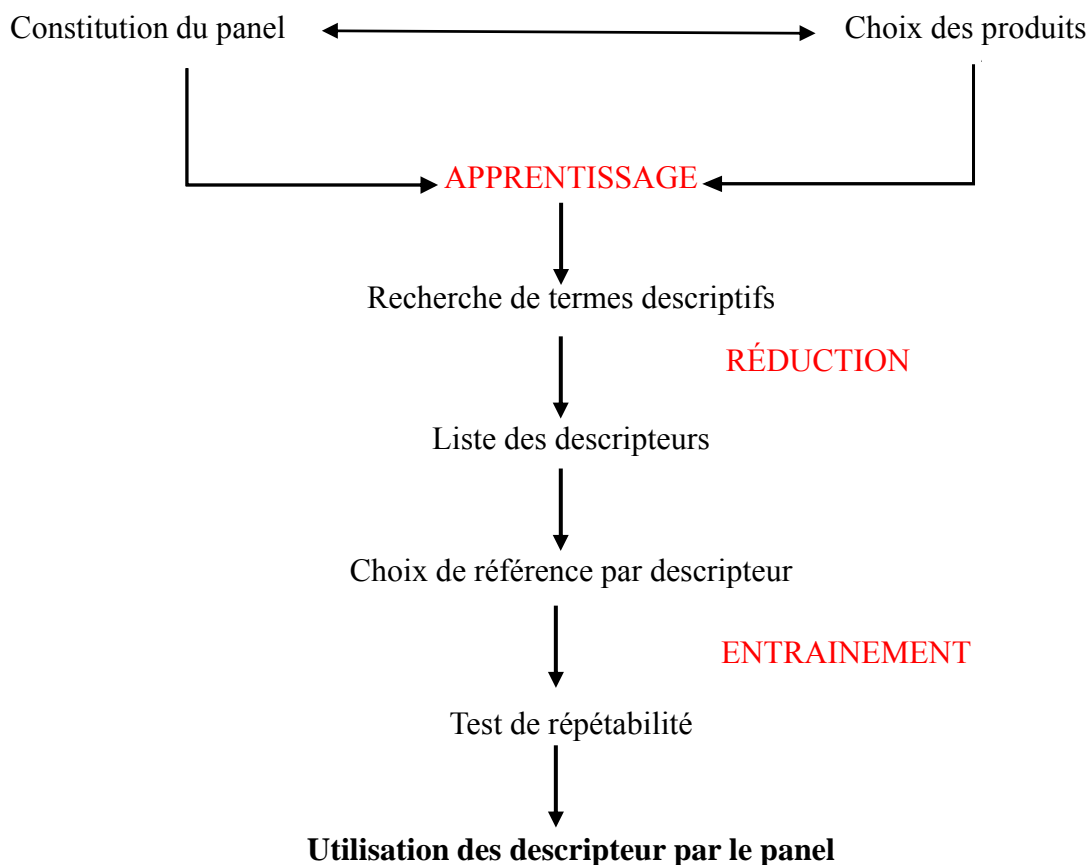 Constitution du panel
Choix des produits
APPRENTISSAGE
Recherche de termes descriptifs
RÉDUCTION
Liste des descripteurs
Choix de référence par descripteur
ENTRAINEMENT
Test de répétabilité
Utilisation des descripteur par le panel